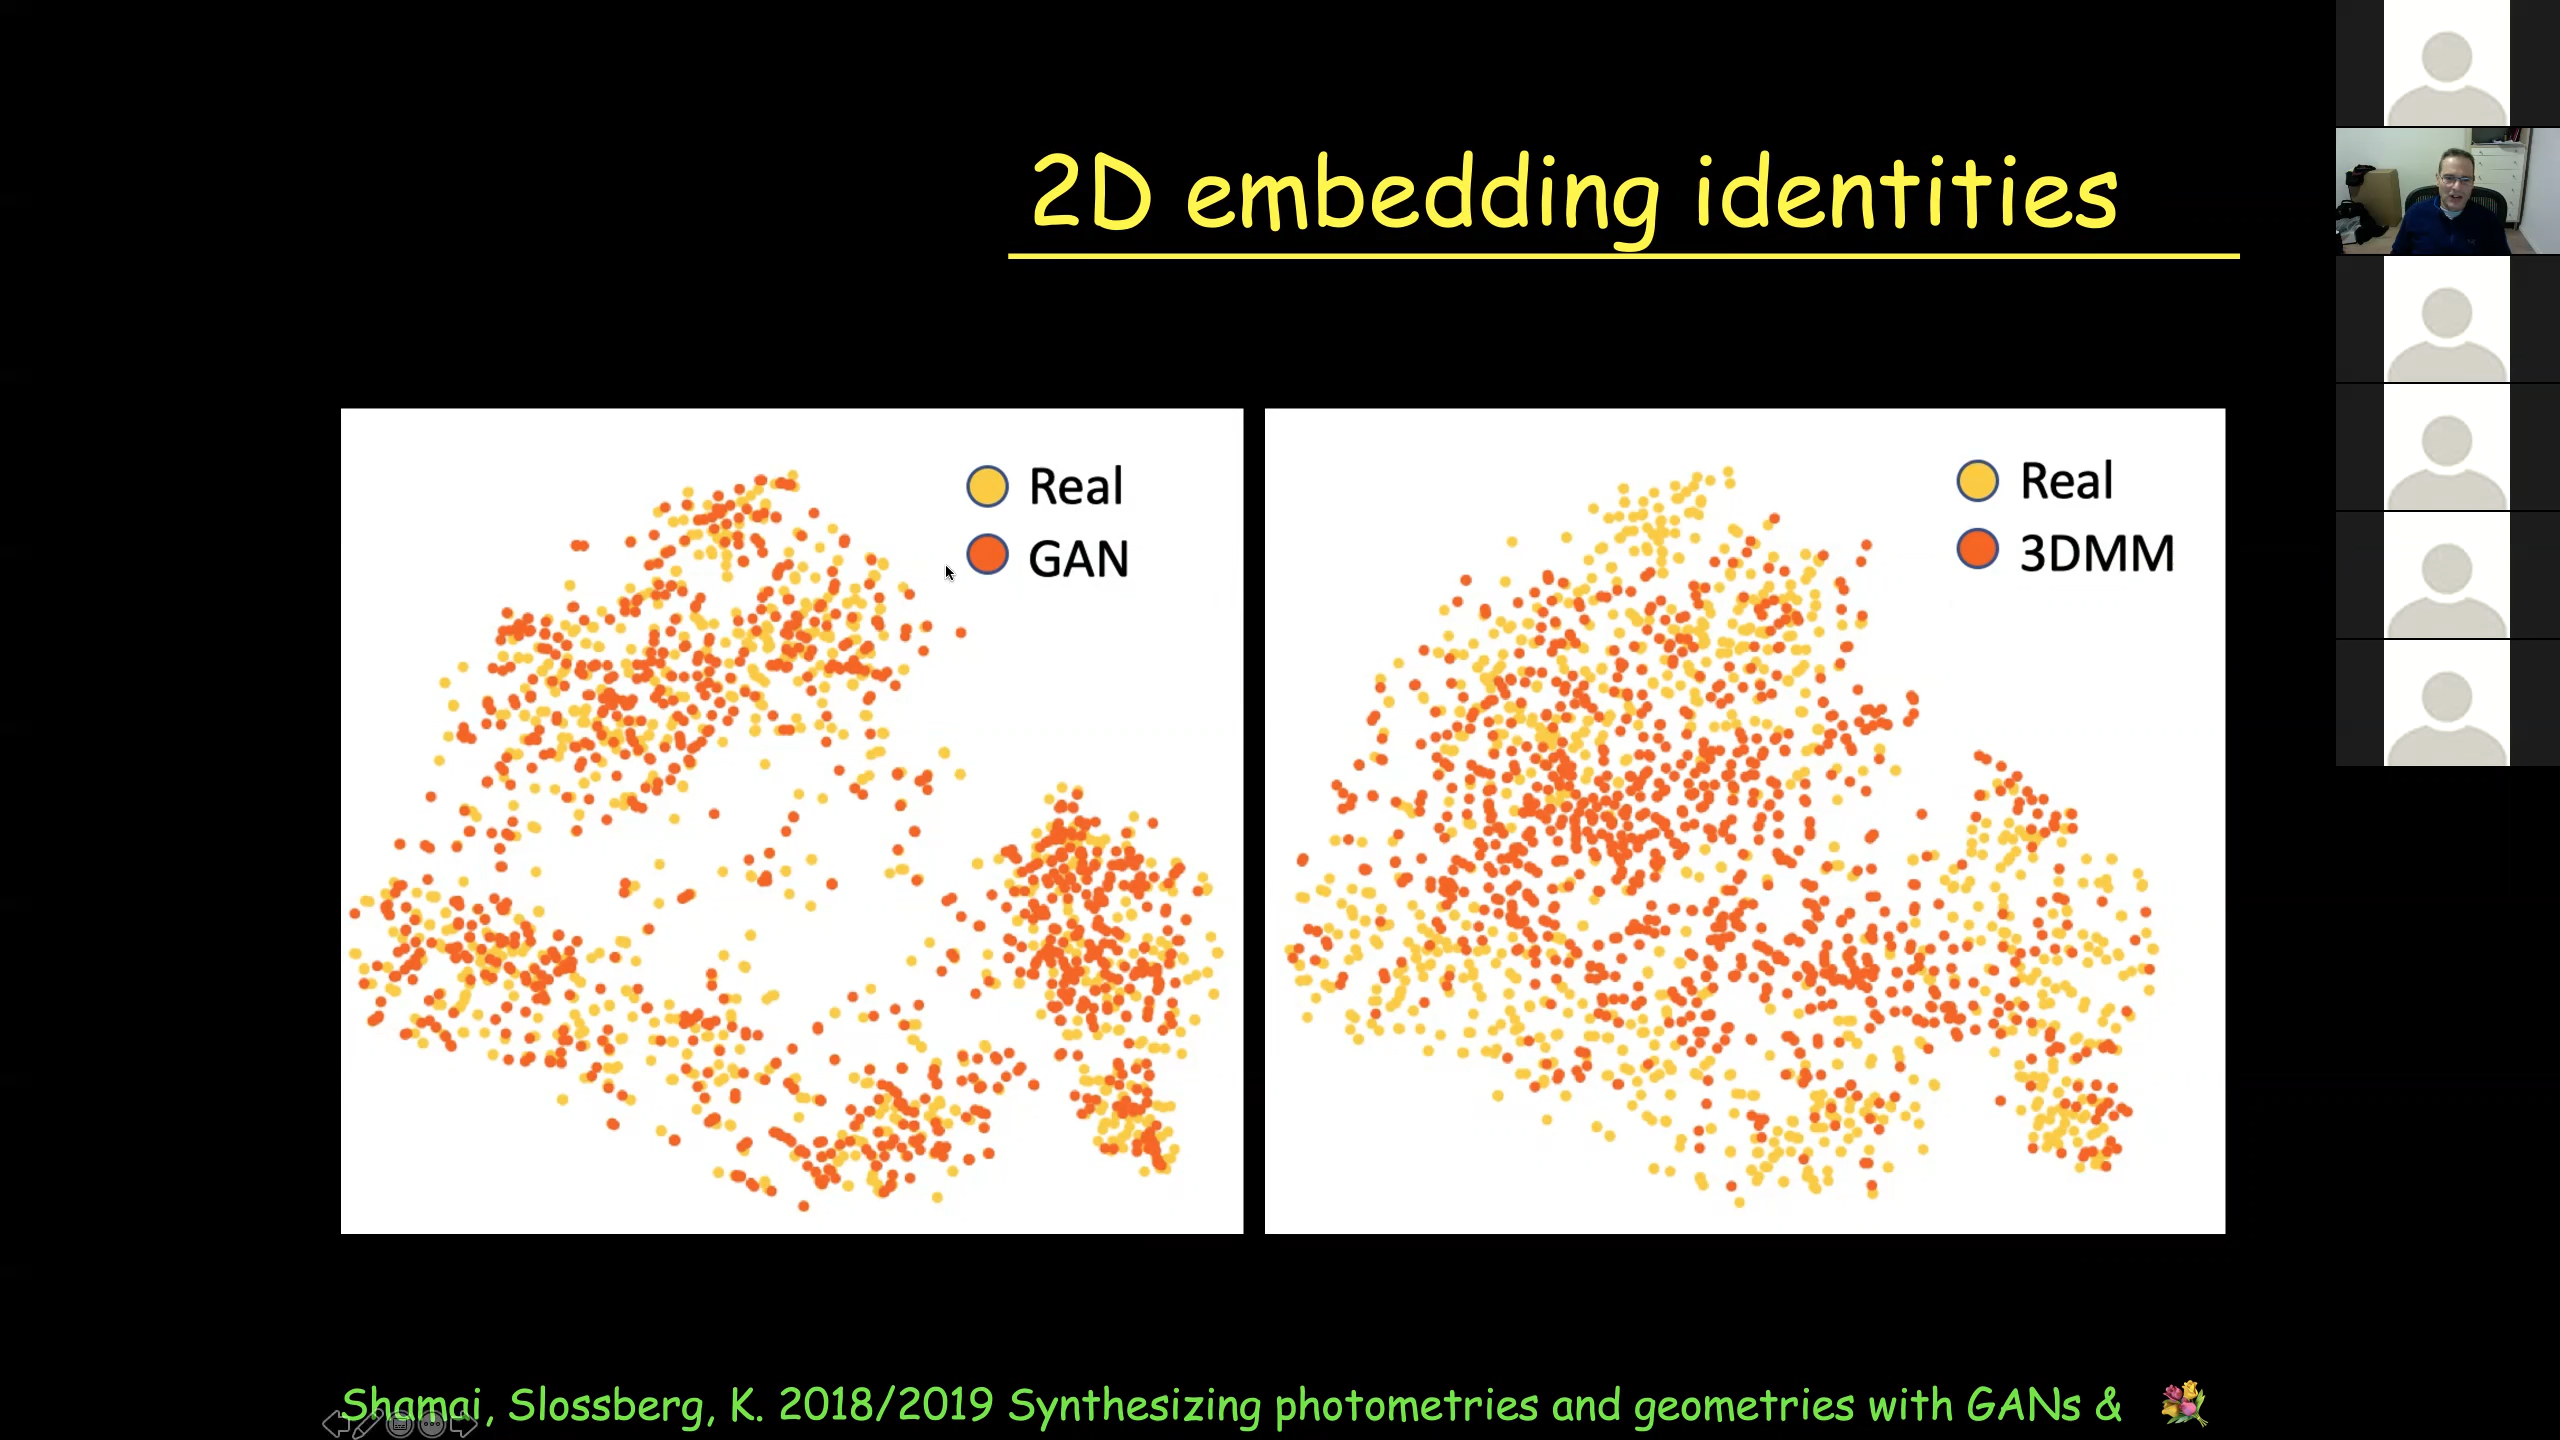 2D embedding identities
Real
GAN
Real
3DMM
Shamai, Slossberg, K. 2018/2019 Synthesizing photometries and geometries with GANs &